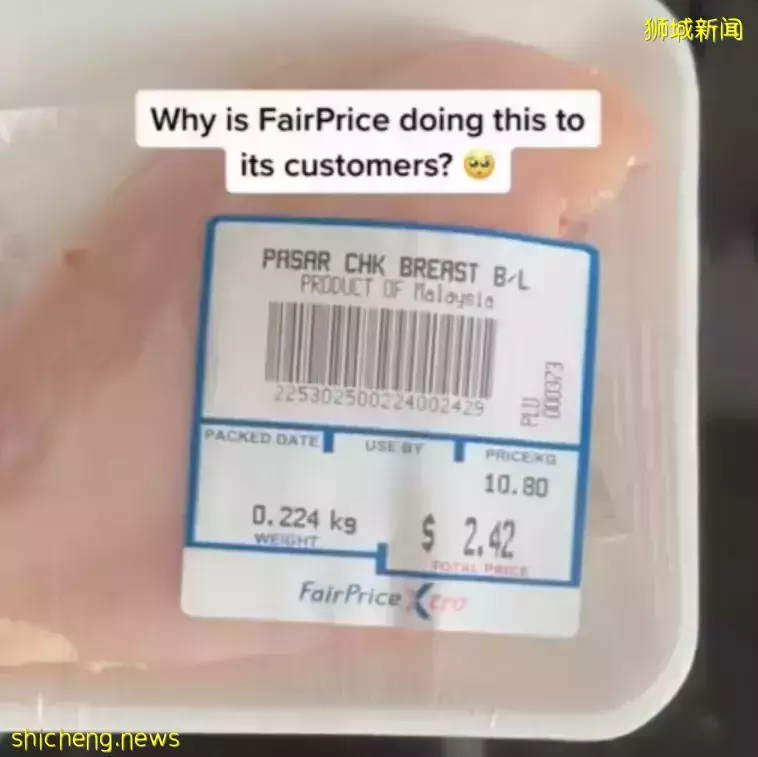 狮城新闻
Why is FairPrice doing this to
its customers? 🥺
PASAR CHK BREAST B-L
PRODUCT OF Malaysia
225302500224002429
PLU
000373
PACKED DATE
USE BY
PRICE/KG
10.80
0.224 kg
WEIGHT
$ 2.42
TOTAL PRICE
FairPrice Xtra
shicheng.news